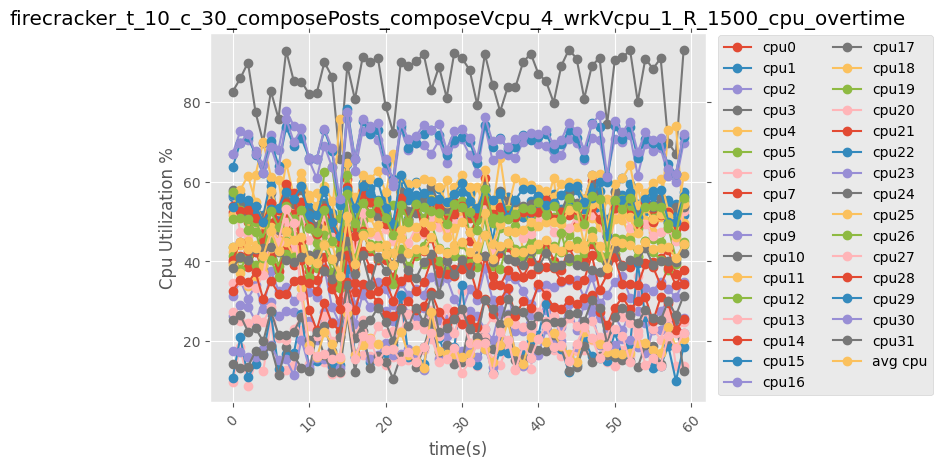 firecracker_t_10_c_30_composePosts_composeVcpu_4_wrkVcpu_1_R_1500_cpu_overtime
Cpu Utilization %
80
60
40
20
0
10
20
30
40
50
60
time(s)
cpu0
cpu1
cpu2
cpu3
cpu4
cpu5
cpu6
cpu7
cpu8
cpu9
cpu10
cpu11
cpu12
cpu13
cpu14
cpu15
cpu16
cpu17
cpu18
cpu19
cpu20
cpu21
cpu22
cpu23
cpu24
cpu25
cpu26
cpu27
cpu28
cpu29
cpu30
cpu31
avg cpu